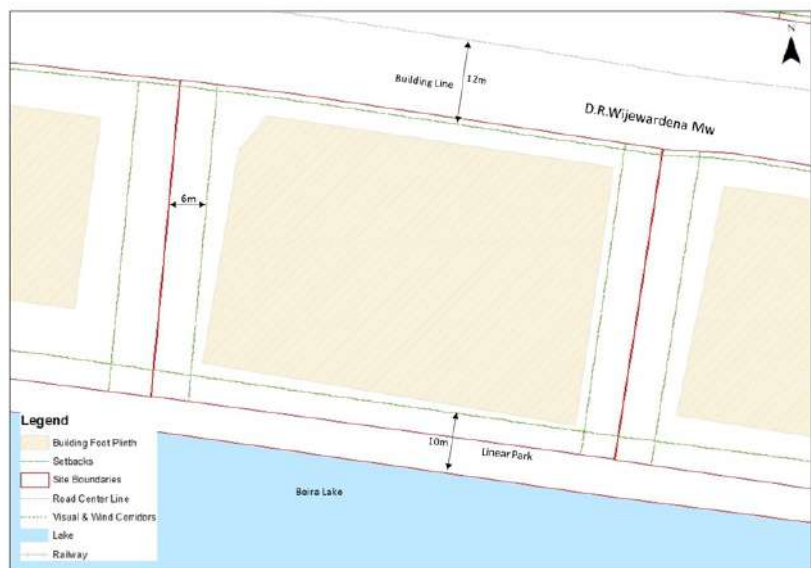 N
12m
Building Line
D.R.Wijewardena Mw
6m
10m
Linear Park
Beira Lake
Legend
Building Foot Plinth
Setbacks
Site Boundaries
Road Center Line
Visual & Wind Corridors
Lake
Railway